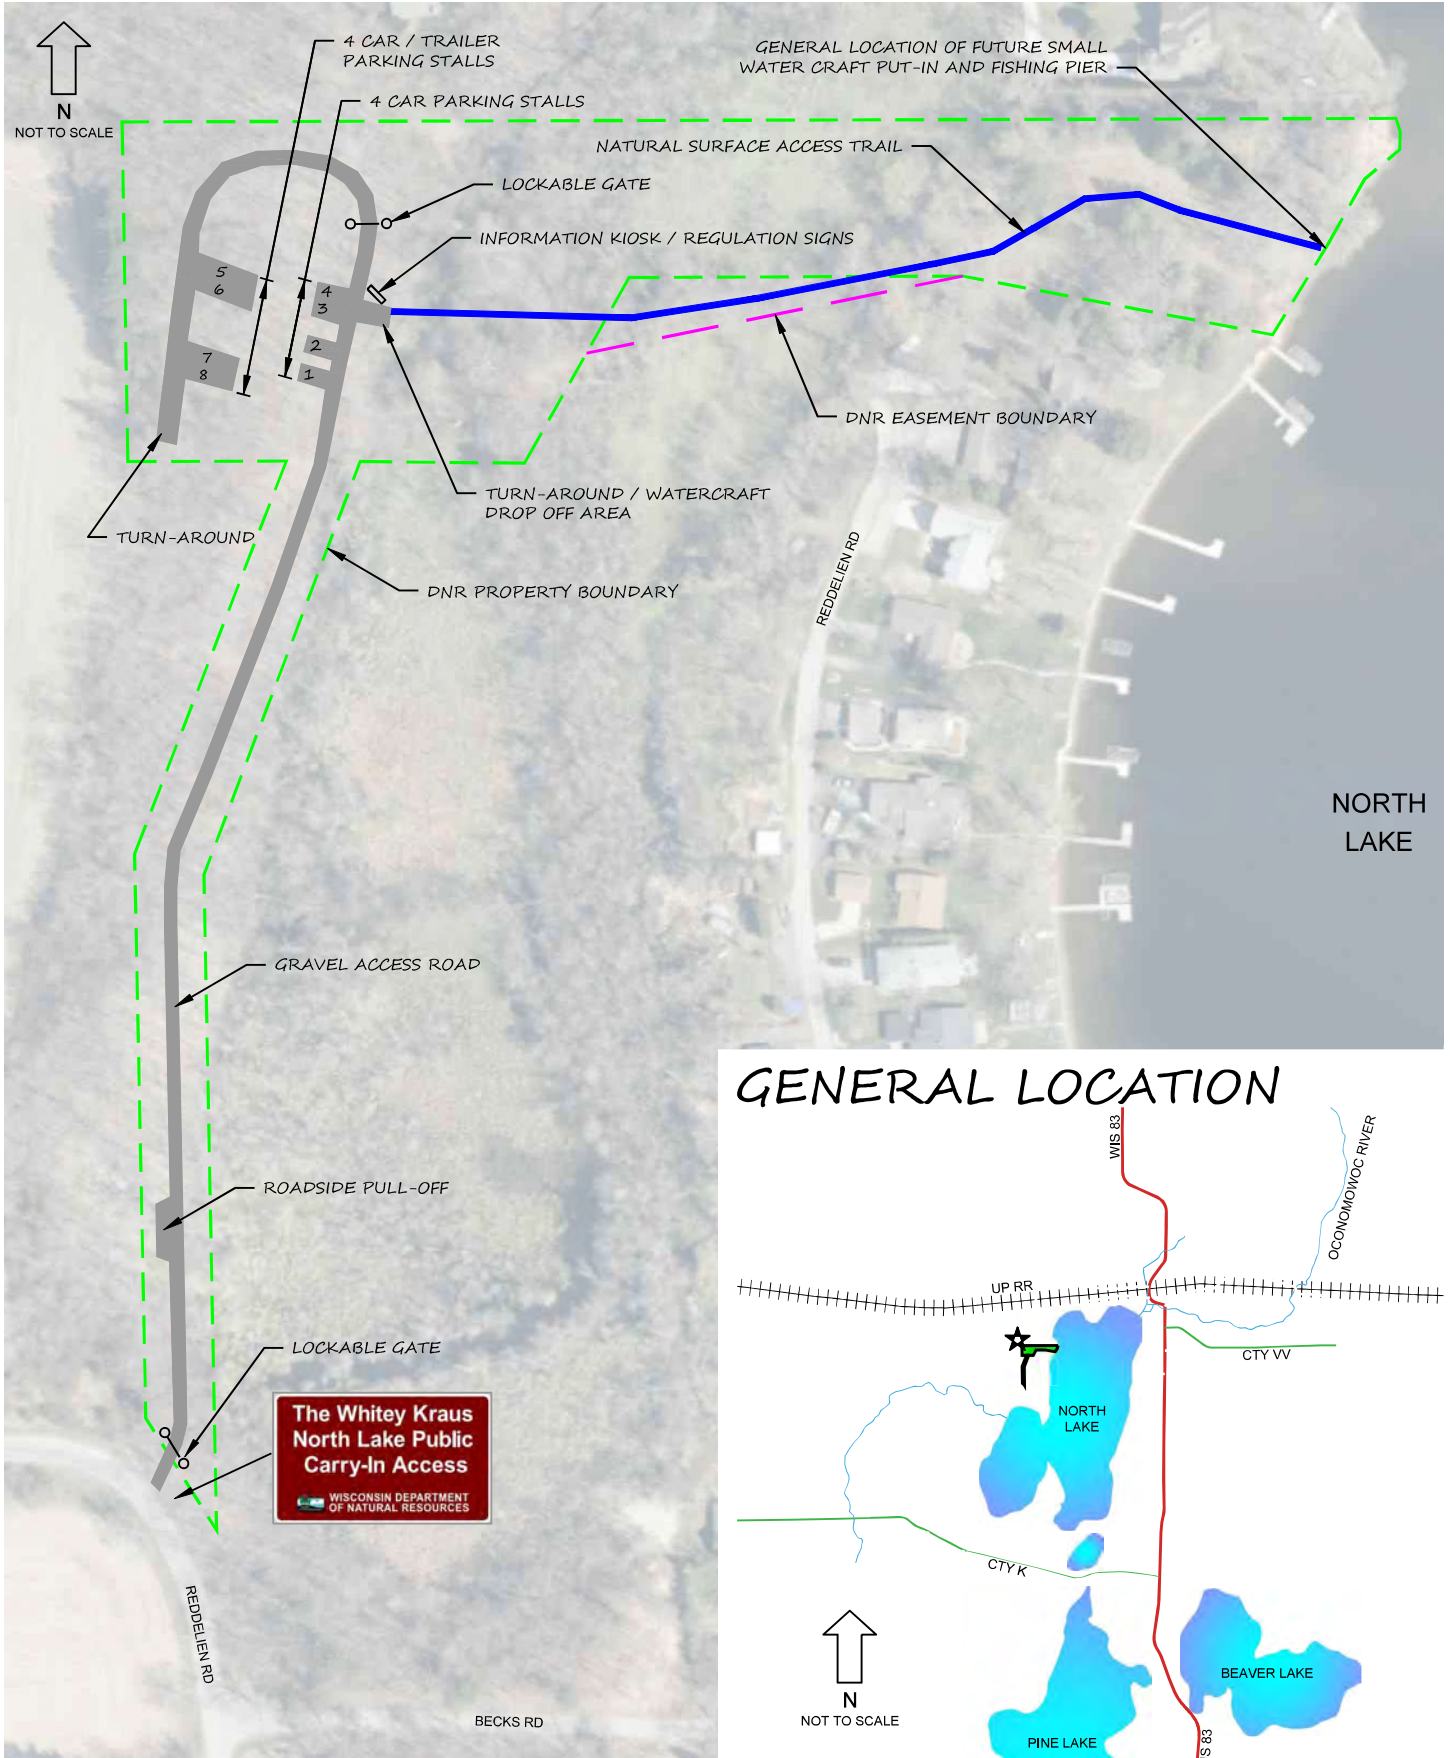 4 CAR / TRAILER
PARKING STALLS
GENERAL LOCATION OF FUTURE SMALL
WATER CRAFT PUT-IN AND FISHING PIER
N
NOT TO SCALE
4 CAR PARKING STALLS
NATURAL SURFACE ACCESS TRAIL
LOCKABLE GATE
INFORMATION KIOSK / REGULATION SIGNS
5
6
4
3
2
1
7
8
DNR EASEMENT BOUNDARY
TURN-AROUND / WATERCRAFT
DROP OFF AREA
TURN-AROUND
DNR PROPERTY BOUNDARY
REDDELIEN RD
NORTH
LAKE
GRAVEL ACCESS ROAD
ROADSIDE PULL-OFF
LOCKABLE GATE
The Whitey Kraus
North Lake Public
Carry-In Access
WISCONSIN DEPARTMENT
OF NATURAL RESOURCES
REDDELIEN RD
BECKS RD
GENERAL LOCATION
WIS 83
OCONOMOWOC RIVER
UP RR
CTY VV
NORTH
LAKE
CTY K
N
NOT TO SCALE
BEAVER LAKE
PINE LAKE
S 83